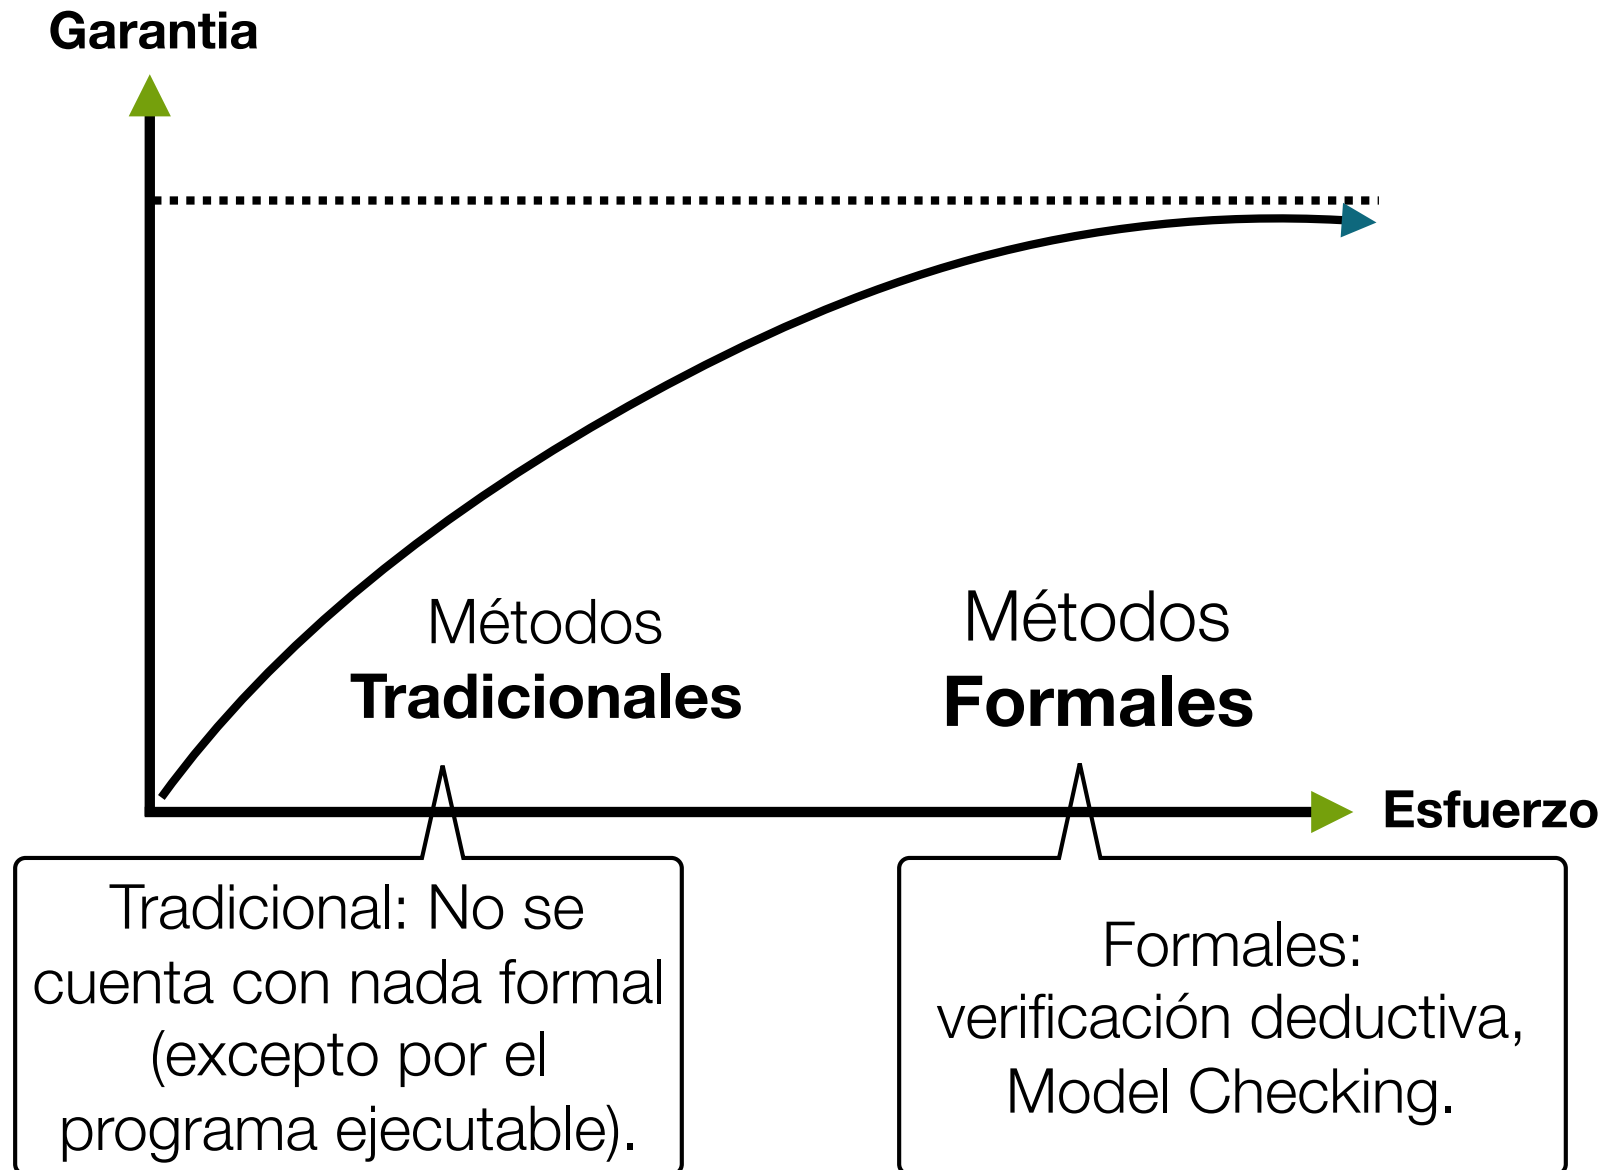 Garantia
Métodos
Tradicionales
Métodos
Formales
Esfuerzo
Tradicional: No se
cuenta con nada formal
(excepto por el
programa ejecutable).
Formales:
verificación deductiva,
Model Checking.